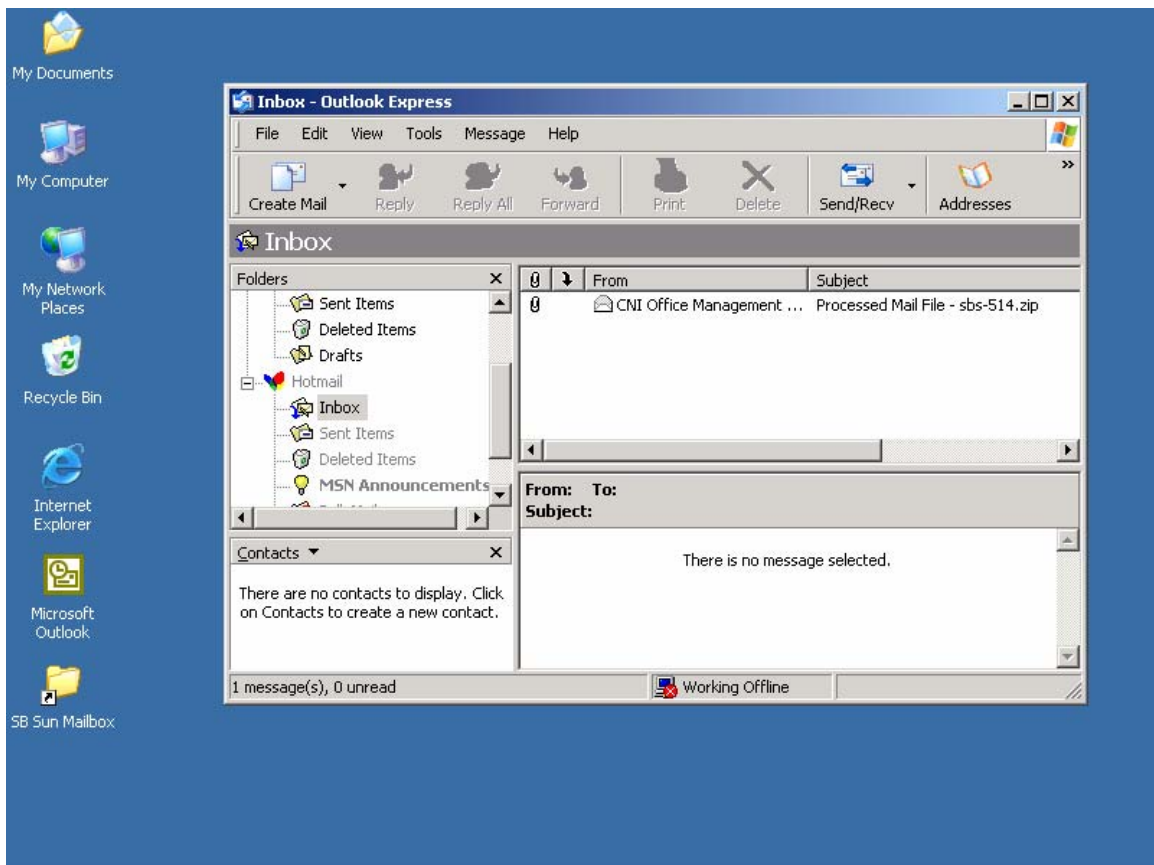 My Documents
My Computer
My Network
Places
Recycle Bin
Internet
Explorer
Microsoft
Outlook
SB Sun Mailbox
Inbox - Outlook Express
File Edit View Tools Message Help
Create Mail Reply Reply All Forward Print Delete Send/Recv Addresses »
Inbox
Folders
Sent Items
Deleted Items
Drafts
Hotmail
Inbox
Sent Items
Deleted Items
MSN Announcements
Contacts
There are no contacts to display. Click
on Contacts to create a new contact.
From Subject
CNI Office Management ... Processed Mail File - sbs-514.zip
From: To:
Subject:
There is no message selected.
1 message(s), 0 unread Working Offline